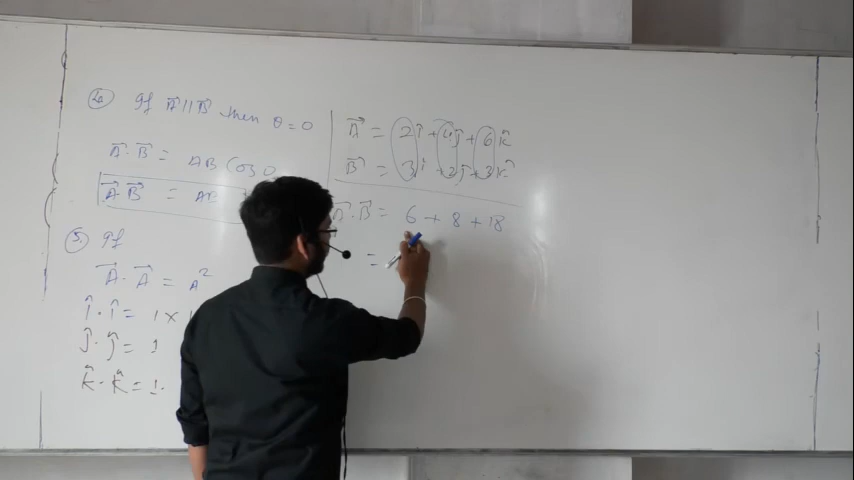 ④ If A⃗ || B⃗ then θ = 0
A⃗ . B⃗ = AB Cos 0
A⃗ B⃗ = AB
⑤ If
A⃗ . A⃗ = A²
î . î = 1 ×
ĵ . ĵ = 1
k̂ . k̂ = 1.
A⃗ = 2î + 4ĵ + 6k̂
B⃗ = 3î + 2ĵ + 3k̂
A⃗ . B⃗ = 6 + 8 + 18
=